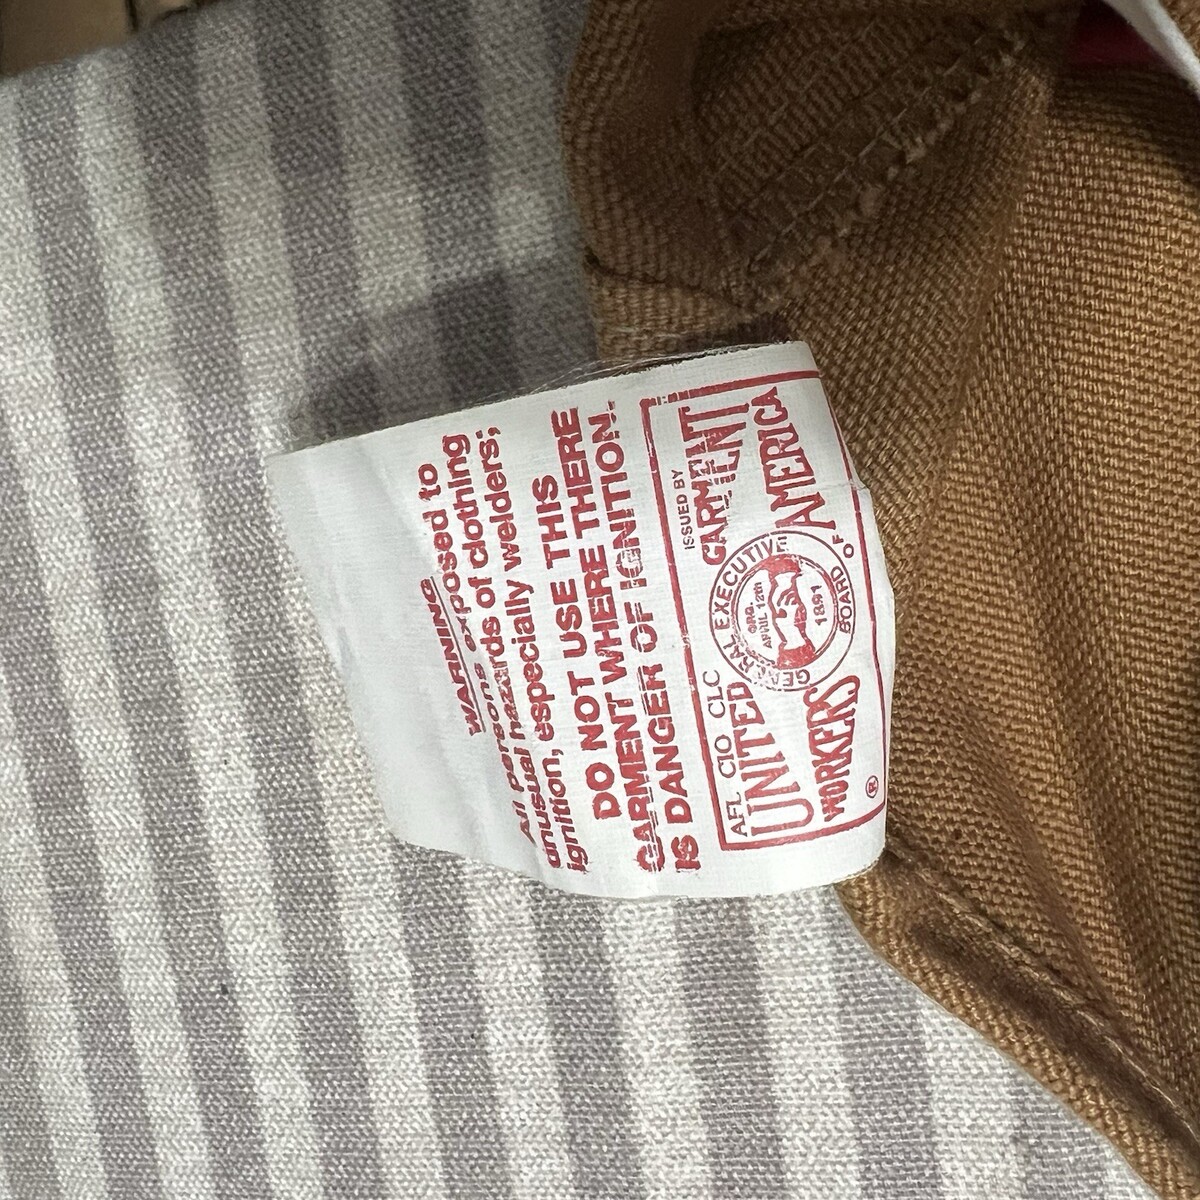 WARNING
All persons exposed to
unusual hazards of clothing
ignition, especially welders;
DO NOT USE THIS
GARMENT WHERE THERE
IS DANGER OF IGNITION.
ISSUED BY
AFL CIO CLC
UNITED GARMENT
WORKERS OF AMERICA
GENERAL EXECUTIVE BOARD
ORG.
APRIL 12th
1891
®